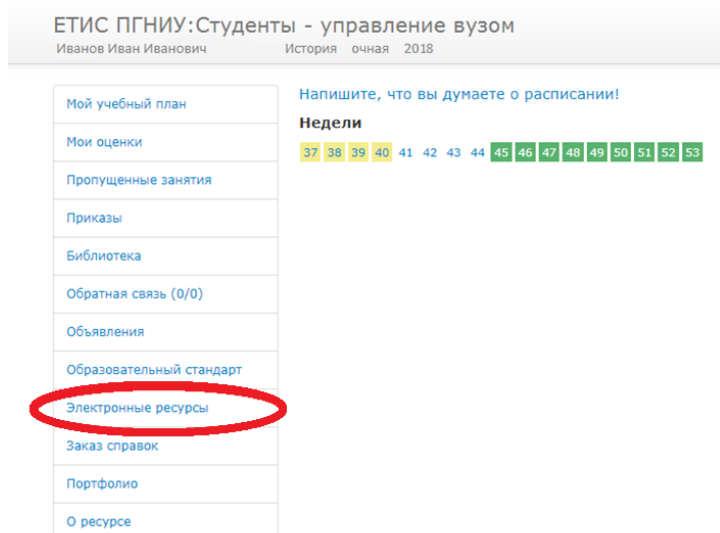 ЕТИС ПГНИУ:Студенты - управление вузом
Иванов Иван Иванович История очная 2018
Мой учебный план
Мои оценки
Пропущенные занятия
Приказы
Библиотека
Обратная связь (0/0)
Объявления
Образовательный стандарт
Электронные ресурсы
Заказ справок
Портфолио
О ресурсе
Напишите, что вы думаете о расписании!
Недели
37 38 39 40 41 42 43 44 45 46 47 48 49 50 51 52 53